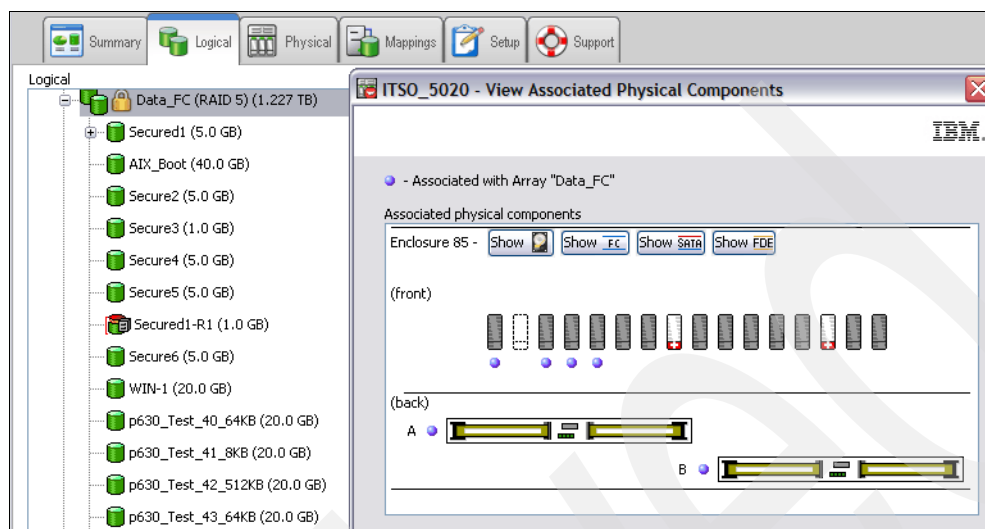 Summary Logical Physical Mappings Setup Support
Logical
Data_FC (RAID 5) (1.227 TB)
Secured1 (5.0 GB)
AIX_Boot (40.0 GB)
Secure2 (5.0 GB)
Secure3 (1.0 GB)
Secure4 (5.0 GB)
Secure5 (5.0 GB)
Secured1-R1 (1.0 GB)
Secure6 (5.0 GB)
WIN-1 (20.0 GB)
p630_Test_40_64KB (20.0 GB)
p630_Test_41_8KB (20.0 GB)
p630_Test_42_512KB (20.0 GB)
p630_Test_43_64KB (20.0 GB)
ITSO_5020 - View Associated Physical Components
IBM.
- Associated with Array "Data_FC"
Associated physical components
Enclosure 85 - Show Show FC Show SATA Show FDE
(front)
(back)
A
B